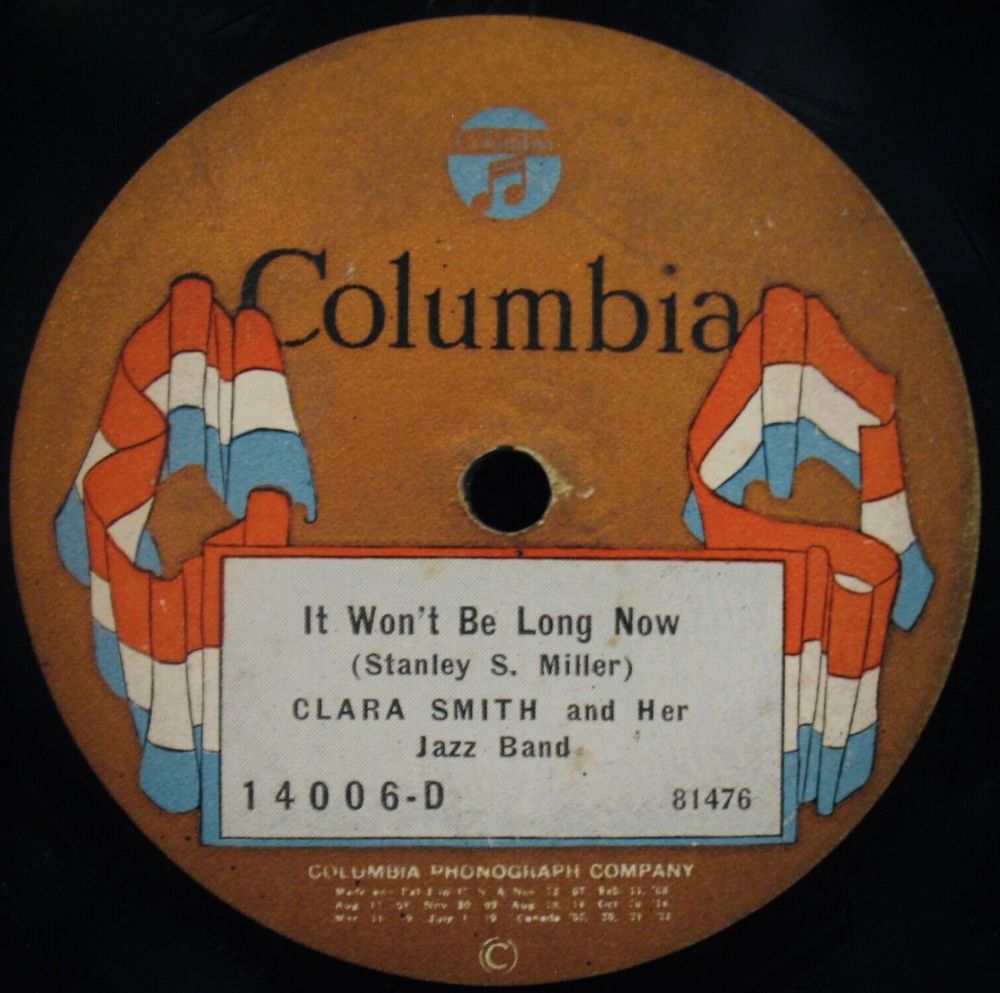 Columbia
Columbia
It Won't Be Long Now
(Stanley S. Miller)
CLARA SMITH and Her
Jazz Band
14006-D 81476
COLUMBIA PHONOGRAPH COMPANY
©